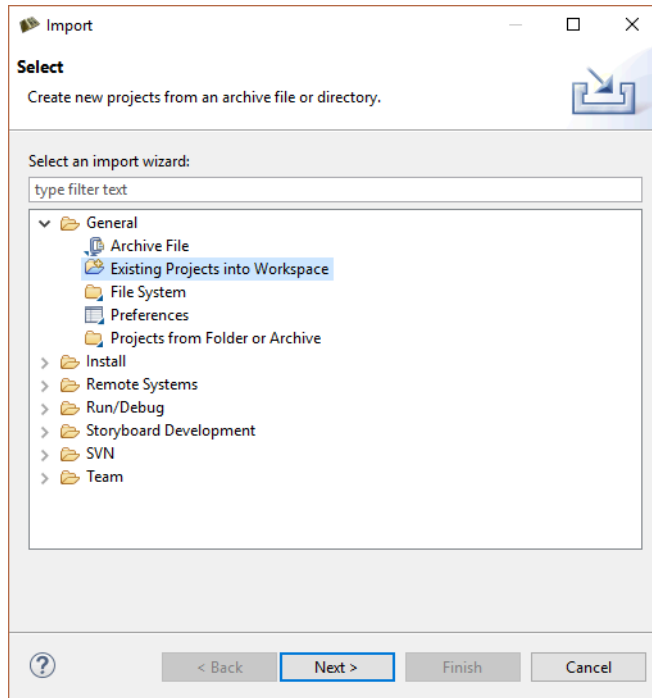 Import
Select
Create new projects from an archive file or directory.
Select an import wizard:
type filter text
General
Archive File
Existing Projects into Workspace
File System
Preferences
Projects from Folder or Archive
Install
Remote Systems
Run/Debug
Storyboard Development
SVN
Team
? < Back Next > Finish Cancel